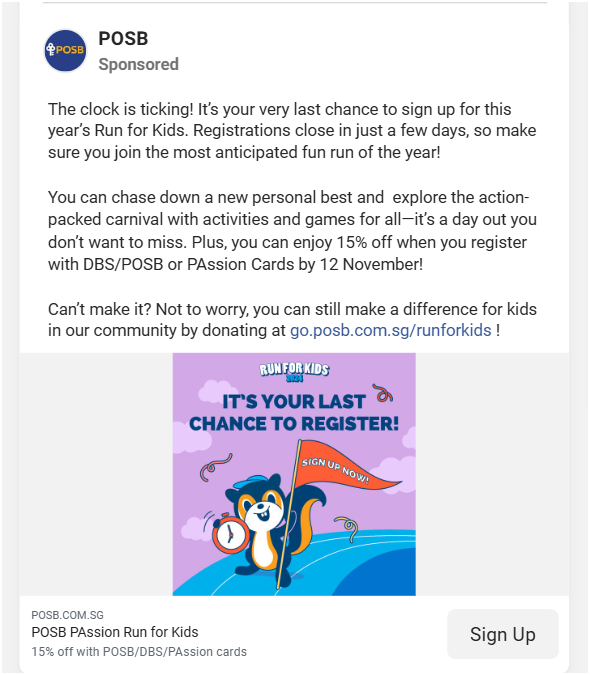 POSB
POSB
Sponsored
The clock is ticking! It’s your very last chance to sign up for this
year’s Run for Kids. Registrations close in just a few days, so make
sure you join the most anticipated fun run of the year!
You can chase down a new personal best and  explore the action-
packed carnival with activities and games for all—it’s a day out you
don’t want to miss. Plus, you can enjoy 15% off when you register
with DBS/POSB or PAssion Cards by 12 November!
Can’t make it? Not to worry, you can still make a difference for kids
in our community by donating at go.posb.com.sg/runforkids !
RUN FOR KIDS
2024
IT'S YOUR LAST
CHANCE TO REGISTER!
SIGN UP NOW!
POSB.COM.SG
POSB PAssion Run for Kids
15% off with POSB/DBS/PAssion cards
Sign Up